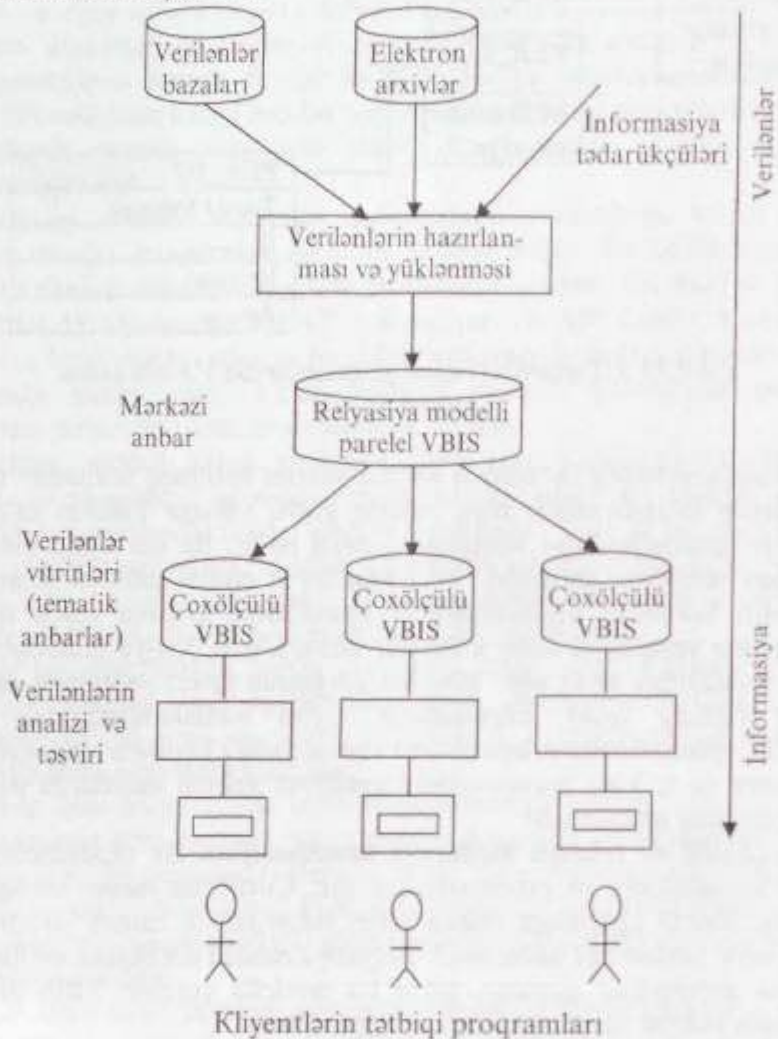 Verilənlər
bazaları
Elektron
arxivlər
İnformasiya
tədarükçüləri
Verilənlər
Verilənlərin hazırlan-
ması və yüklənməsi
Mərkəzi
anbar
Relyasiya modelli
parelel VBIS
Verilənlər
vitrinləri
(tematik
anbarlar)
Çoxölçülü
VBIS
Çoxölçülü
VBIS
Çoxölçülü
VBIS
Verilənlərin
analizi və
təsviri
İnformasiya
Kliyentlərin tətbiqi proqramları